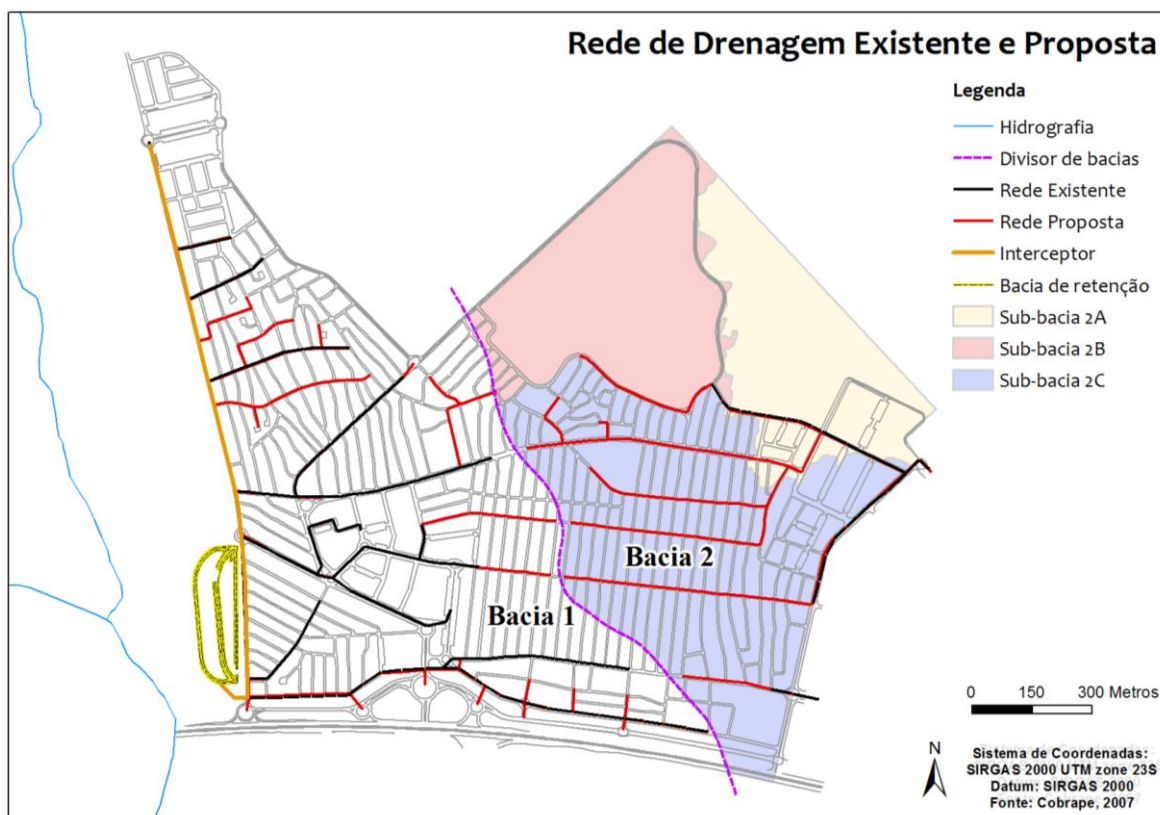 Rede de Drenagem Existente e Proposta
Legenda
Hidrografia
Divisor de bacias
Rede Existente
Rede Proposta
Interceptor
Bacia de retenção
Sub-bacia 2A
Sub-bacia 2B
Sub-bacia 2C
Bacia 2
Bacia 1
0 150 300 Metros
N
Sistema de Coordenadas:
SIRGAS 2000 UTM zone 23S
Datum: SIRGAS 2000
Fonte: Cobrape, 2007